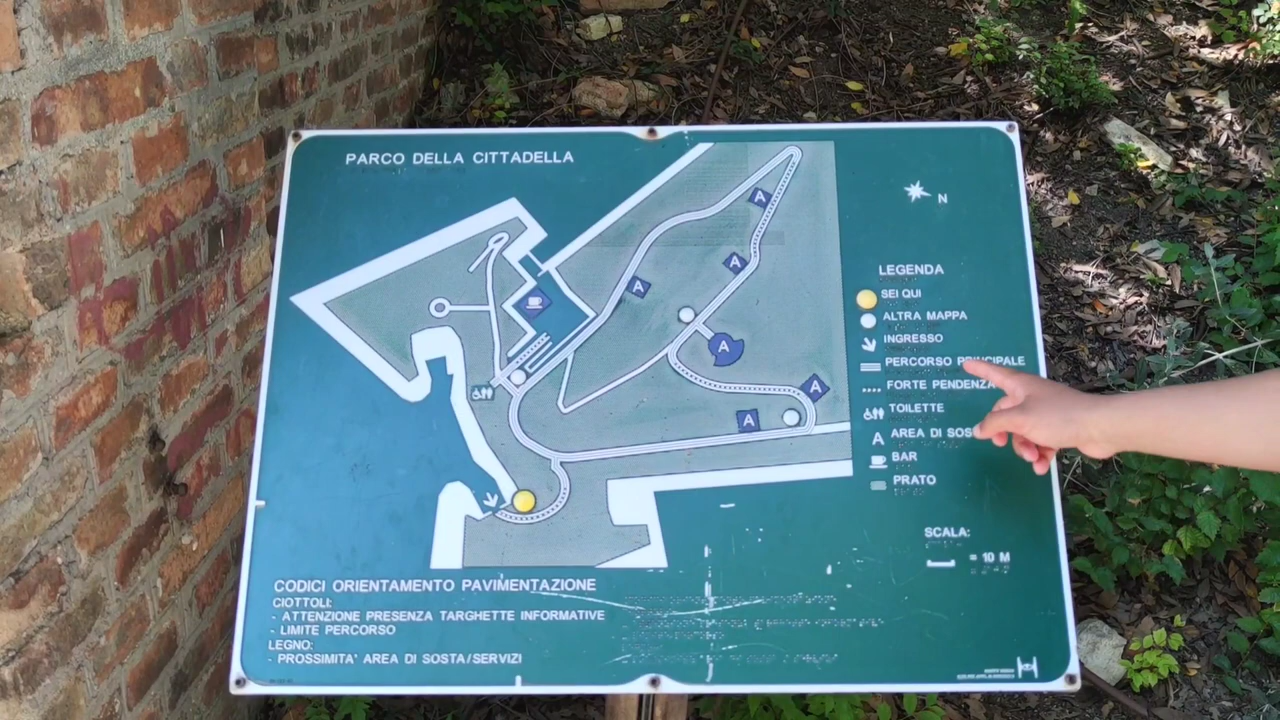 PARCO DELLA CITTADELLA
N
A
A
A
A
A
A
LEGENDA
SEI QUI
ALTRA MAPPA
INGRESSO
PERCORSO PRINCIPALE
FORTE PENDENZA
TOILETTE
A AREA DI SOS
BAR
PRATO
SCALA:
= 10 M
CODICI ORIENTAMENTO PAVIMENTAZIONE
CIOTTOLI:
- ATTENZIONE PRESENZA TARGHETTE INFORMATIVE
- LIMITE PERCORSO
LEGNO:
- PROSSIMITA' AREA DI SOSTA/SERVIZI